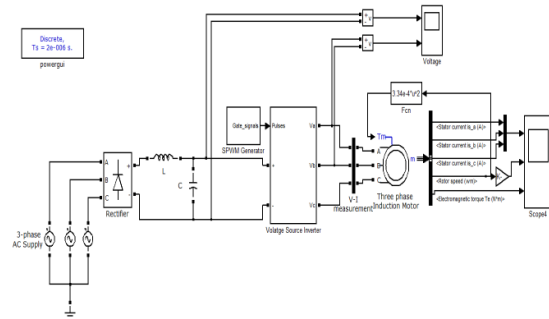 Discrete,
Ts = 2e-006 s.
powergui
Voltage
3.34e-4*u^2
Fcn
Gate_signals
SPWM Generator
Pulses
Va
Vb
Vc
+
-
Volatge Source Inverter
Tm
A
B
C
m
V-I
measurement
Three phase
Induction Motor
<Stator current is_a (A)>
<Stator current is_b (A)>
<Stator current is_c (A)>
<Rotor speed (wm)>
<Electromagnetic torque Te (N*m)>
Scope4
L
C
A
B
C
+
-
Rectifier
3-phase
AC Supply